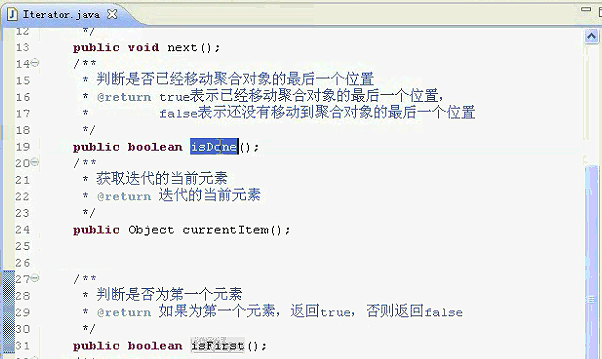 Iterator.java
12 */
13 public void next();
14 /**
15 * 判断是否已经移动聚合对象的最后一个位置
16 * @return true表示已经移动聚合对象的最后一个位置,
17 * false表示还没有移动到聚合对象的最后一个位置
18 */
19 public boolean isDone();
20 /**
21 * 获取迭代的当前元素
22 * @return 迭代的当前元素
23 */
24 public Object currentItem();
25
26
27 /**
28 * 判断是否为第一个元素
29 * @return 如果为第一个元素, 返回true, 否则返回false
30 */
31 public boolean isFirst();